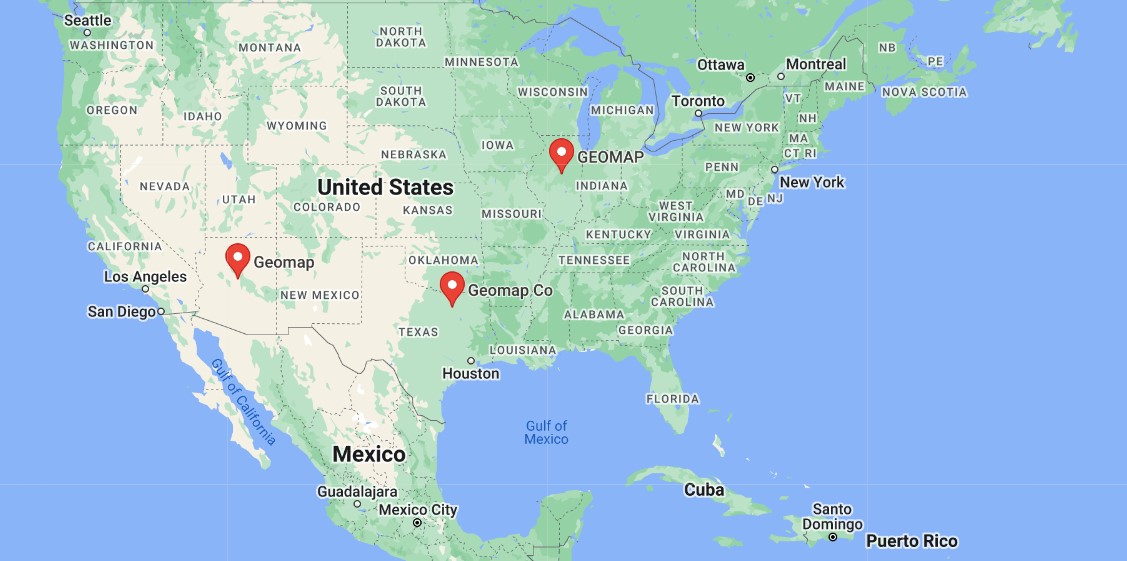 Seattle
WASHINGTON
MONTANA
NORTH
DAKOTA
MINNESOTA
Ottawa
Montreal
NB
PE
MAINE
NOVA SCOTIA
OREGON
IDAHO
WYOMING
SOUTH
DAKOTA
WISCONSIN
MICHIGAN
Toronto
VT
NH
NEW YORK
MA
CT RI
NEBRASKA
IOWA
GEOMAP
PENN
New York
NEVADA
UTAH
United States
COLORADO
KANSAS
MISSOURI
INDIANA
MD
DE
NJ
WEST
VIRGINIA
KENTUCKY
VIRGINIA
CALIFORNIA
Geomap
OKLAHOMA
TENNESSEE
NORTH
CAROLINA
Los Angeles
NEW MEXICO
Geomap Co
SOUTH
CAROLINA
San Diego
TEXAS
ALABAMA
GEORGIA
LOUISIANA
Houston
Gulf of California
FLORIDA
Gulf of
Mexico
Mexico
Guadalajara
Mexico City
Cuba
Santo
Domingo
Puerto Rico